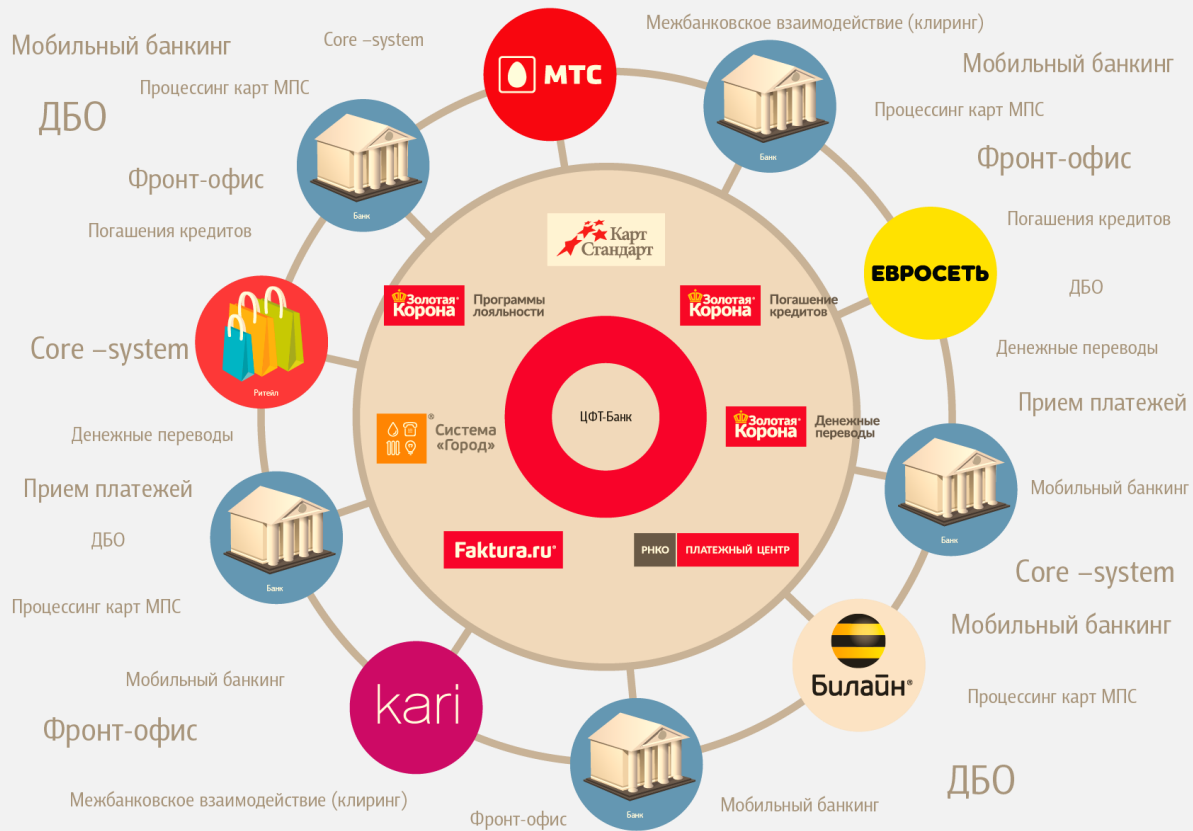 Межбанковское взаимодействие (клиринг)
Мобильный банкинг
Core –system
МТС
Мобильный банкинг
Процессинг карт МПС
Процессинг карт МПС
ДБО
Банк
Фронт-офис
Фронт-офис
Банк
Погашения кредитов
Погашения кредитов
Карт
Стандарт
ЕВРОСЕТЬ
ДБО
Золотая®
Корона
Программы
лояльности
Золотая®
Корона
Погашение
кредитов
Core –system
Ритейл
Денежные переводы
Прием платежей
ЦФТ-Банк
Денежные переводы
®
Система
«Город»
Золотая®
Корона
Денежные
переводы
Прием платежей
Мобильный банкинг
ДБО
Банк
Банк
Faktura.ru®
РНКО
ПЛАТЕЖНЫЙ ЦЕНТР
Core –system
Процессинг карт МПС
Мобильный банкинг
Мобильный банкинг
Билайн®
Процессинг карт МПС
kari
Фронт-офис
ДБО
Межбанковское взаимодействие (клиринг)
Мобильный банкинг
Банк
Фронт-офис